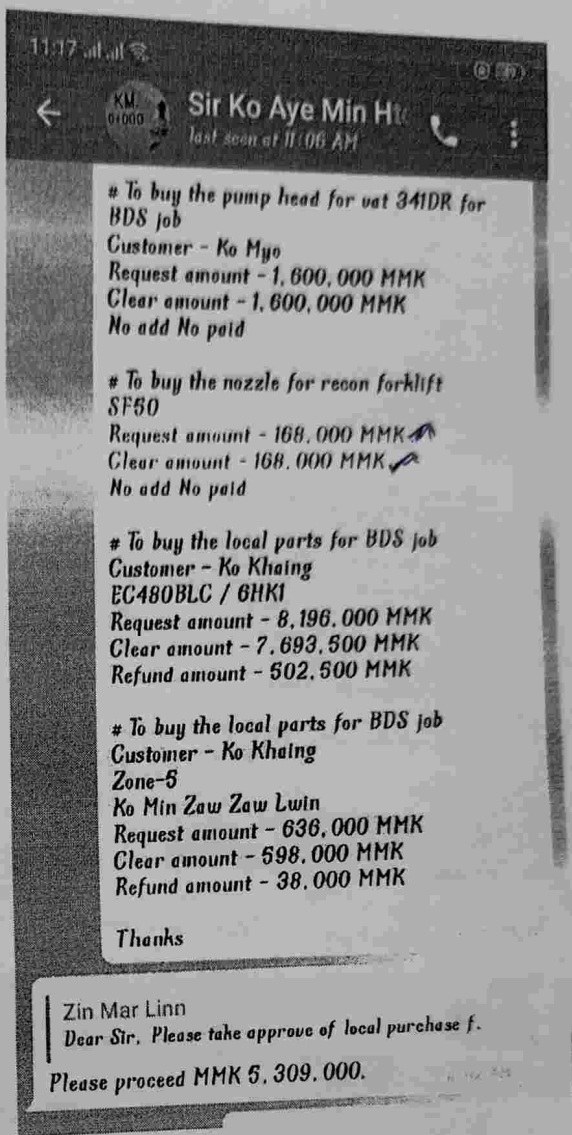 11:17
Sir Ko Aye Min Ht
last seen at 11:06 AM
KM.
# To buy the pump head for vat 341DR for
BDS job
Customer - Ko Myo
Request amount - 1,600,000 MMK
Clear amount - 1,600,000 MMK
No add No paid
# To buy the nozzle for recon forklift
SF50
Request amount - 168,000 MMK
Clear amount - 168,000 MMK
No add No paid
# To buy the local parts for BDS job
Customer - Ko Khaing
EC480BLC / 6HK1
Request amount - 8,196,000 MMK
Clear amount - 7,693,500 MMK
Refund amount - 502,500 MMK
# To buy the local parts for BDS job
Customer - Ko Khaing
Zone-5
Ko Min Zaw Zaw Lwin
Request amount - 636,000 MMK
Clear amount - 598,000 MMK
Refund amount - 38,000 MMK
Thanks
Zin Mar Linn
Dear Sir, Please take approve of local purchase f.
Please proceed MMK 5,309,000.